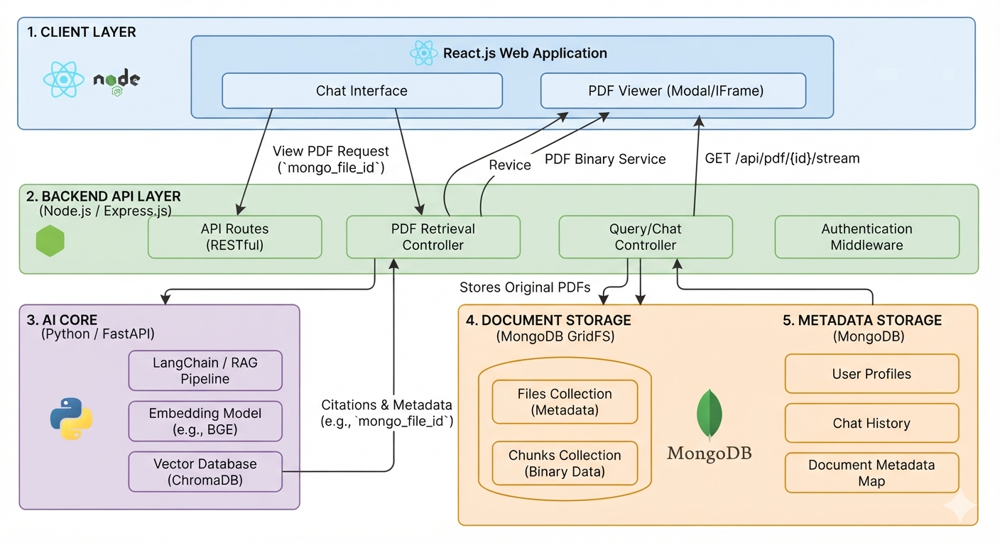 1. CLIENT LAYER
node
JS
React.js Web Application
Chat Interface
PDF Viewer (Modal/IFrame)
View PDF Request
(`mongo_file_id`)
Revice
PDF Binary Service
GET /api/pdf/{id}/stream
2. BACKEND API LAYER
(Node.js / Express.js)
API Routes
(RESTful)
PDF Retrieval
Controller
Query/Chat
Controller
Authentication
Middleware
Stores Original PDFs
3. AI CORE
(Python / FastAPI)
LangChain / RAG
Pipeline
Embedding Model
(e.g., BGE)
Vector Database
(ChromaDB)
Citations & Metadata
(e.g., `mongo_file_id`)
4. DOCUMENT STORAGE
(MongoDB GridFS)
Files Collection
(Metadata)
Chunks Collection
(Binary Data)
MongoDB
5. METADATA STORAGE
(MongoDB)
User Profiles
Chat History
Document Metadata
Map